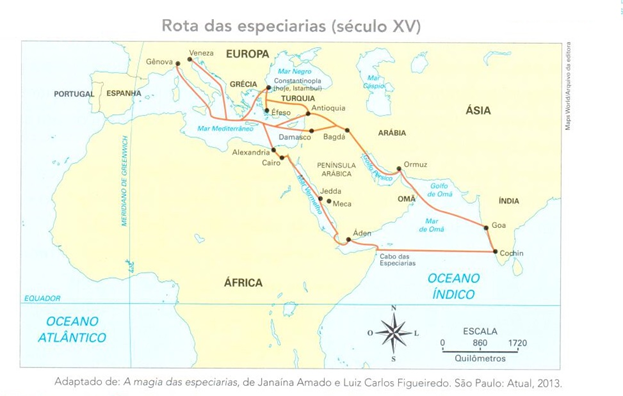 Rota das especiarias (século XV)
Maps World/Arquivo da editora
Veneza
Gênova
EUROPA
Mar Negro
Constantinopla
(hoje, Istambul)
Mar
Cáspio
PORTUGAL
ESPANHA
GRÉCIA
TURQUIA
Éfeso
Antioquia
ÁSIA
Mar Mediterrâneo
Damasco
Bagdá
ARÁBIA
MERIDIANO DE GREENWICH
Alexandria
Cairo
PENÍNSULA
ARÁBICA
Golfo Pérsico
Ormuz
Mar Vermelho
Jedda
Meca
OMÃ
Golfo
de Omã
ÍNDIA
Mar
de Omã
Goa
Áden
Cochin
Cabo das
Especiarias
ÁFRICA
OCEANO
ÍNDICO
0°
EQUADOR
OCEANO
ATLÂNTICO
N
O
L
S
ESCALA
0 860 1720
Quilômetros
Adaptado de: A magia das especiarias, de Janaína Amado e Luiz Carlos Figueiredo. São Paulo: Atual, 2013.